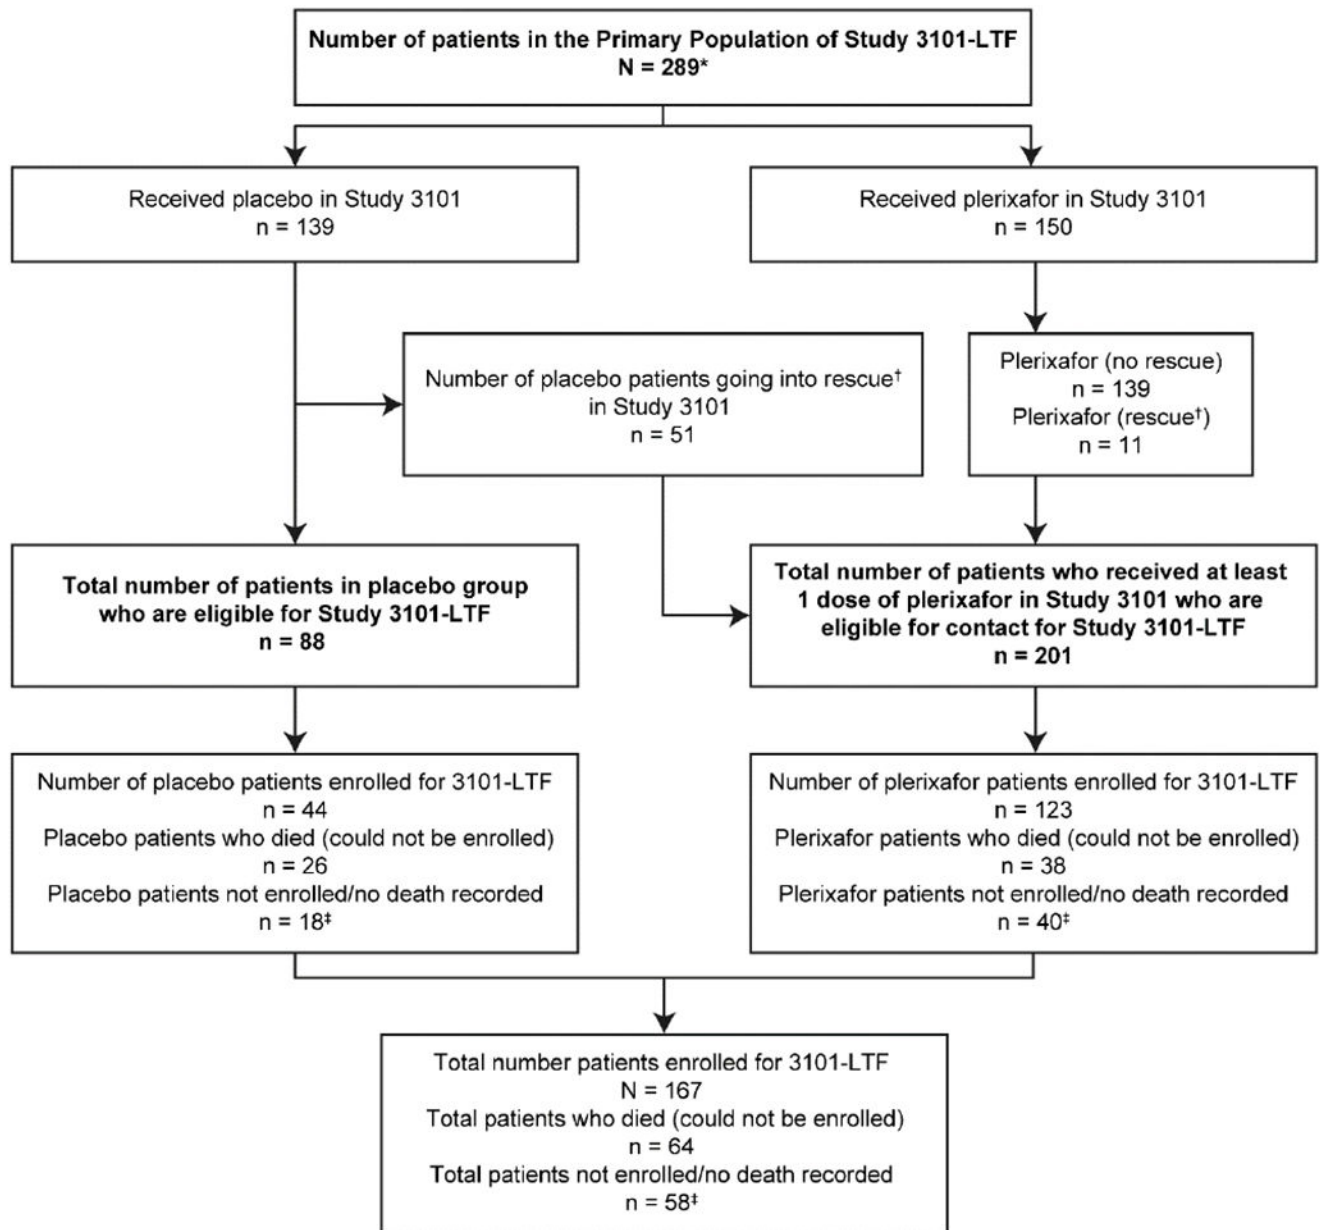 Number of patients in the Primary Population of Study 3101-LTF
N = 289*
Received placebo in Study 3101
n = 139
Received plerixafor in Study 3101
n = 150
Number of placebo patients going into rescue†
in Study 3101
n = 51
Plerixafor (no rescue)
n = 139
Plerixafor (rescue†)
n = 11
Total number of patients in placebo group
who are eligible for Study 3101-LTF
n = 88
Total number of patients who received at least
1 dose of plerixafor in Study 3101 who are
eligible for contact for Study 3101-LTF
n = 201
Number of placebo patients enrolled for 3101-LTF
n = 44
Placebo patients who died (could not be enrolled)
n = 26
Placebo patients not enrolled/no death recorded
n = 18‡
Number of plerixafor patients enrolled for 3101-LTF
n = 123
Plerixafor patients who died (could not be enrolled)
n = 38
Plerixafor patients not enrolled/no death recorded
n = 40‡
Total number patients enrolled for 3101-LTF
N = 167
Total patients who died (could not be enrolled)
n = 64
Total patients not enrolled/no death recorded
n = 58‡